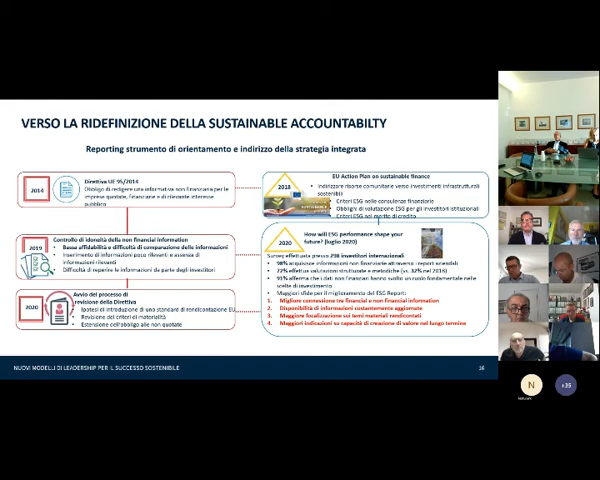 VERSO LA RIDEFINIZIONE DELLA SUSTAINABLE ACCOUNTABILTY
Reporting strumento di orientamento e indirizzo della strategia integrata
2014
Direttiva UE 95/2014
Obbligo di redigere una informativa non finanziaria per le
imprese quotate, finanziarie e di rilevante interesse
pubblico
2019
Controllo di idoneità della non financial information
Bassa affidabilità e difficoltà di comparazione delle informazioni
Inserimento di informazioni poco rilevanti e assenza di
informazioni rilevanti
Difficoltà di reperire le informazioni da parte degli investitori
2020
Avvio del processo di
revisione della Direttiva
Ipotesi di introduzione di uno standard di rendicontazione EU
Revisione dei criteri di materialità
Estensione dell'obbligo alle non quotate
2018
EU Action Plan on sustainable finance
Indirizzare risorse comunitarie verso investimenti infrastrutturali
sostenibili
Criteri ESG nelle consulenze finanziarie
Obblighi di valutazione ESG per gli investitori istituzionali
Criteri ESG nel merito di credito
2020
How will ESG performance shape your
future? (luglio 2020)
Survey effettuata presso 298 investitori internazionali
98% acquisisce informazioni non finanziarie attraverso i report aziendali
72% effettua valutazioni strutturate e metodiche (vs. 32% nel 2018)
91% afferma che i dati non finanziari hanno un ruolo fondamentale nelle
scelte di investimento
Maggiori sfide per il miglioramento del ESG Report:
1. Migliore connessione tra financial e non financial information
2. Disponibilità di informazioni costantemente aggiornate
3. Maggiore focalizzazione sui temi materiali rendicontati
4. Maggiori indicazioni su capacità di creazione di valore nel lungo termine
NUOVI MODELLI DI LEADERSHIP PER IL SUCCESSO SOSTENIBILE
16
N
+35